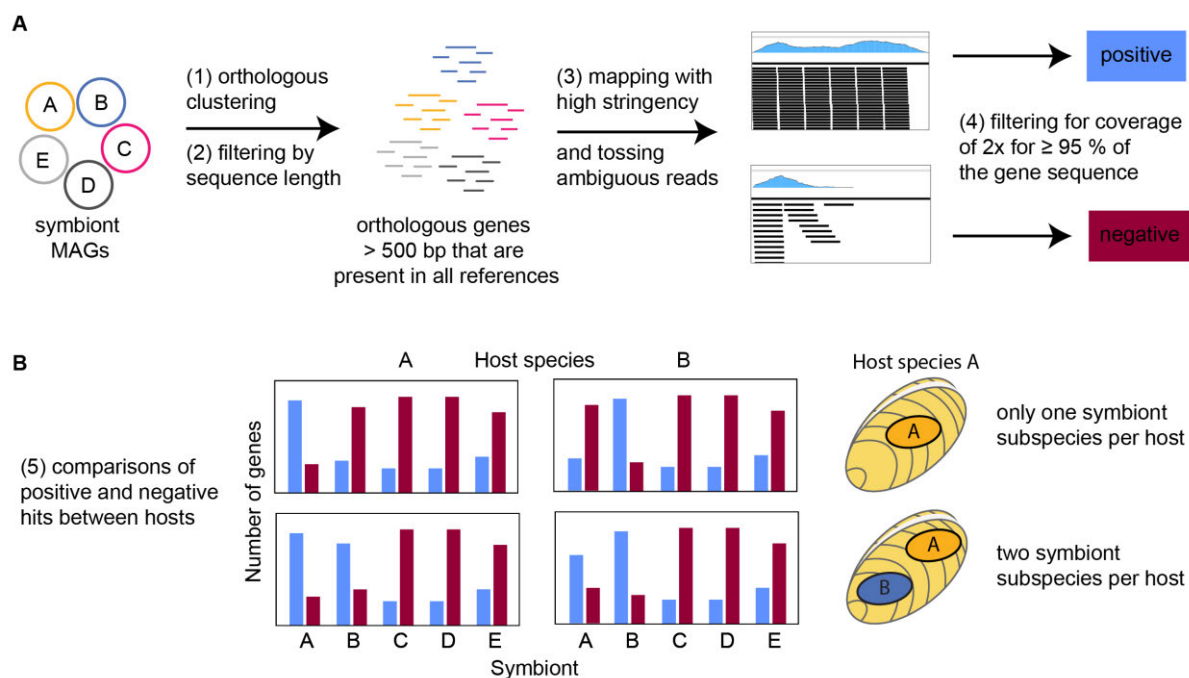 A
A
B
C
D
E
symbiont
MAGs
(1) orthologous
clustering
(2) filtering by
sequence length
orthologous genes
> 500 bp that are
present in all references
(3) mapping with
high stringency
and tossing
ambiguous reads
positive
(4) filtering for coverage
of 2x for ≥ 95 % of
the gene sequence
negative
B
(5) comparisons of
positive and negative
hits between hosts
A Host species B
Number of genes
A B C D E
A B C D E
Symbiont
Host species A
A
only one symbiont
subspecies per host
A
B
two symbiont
subspecies per host